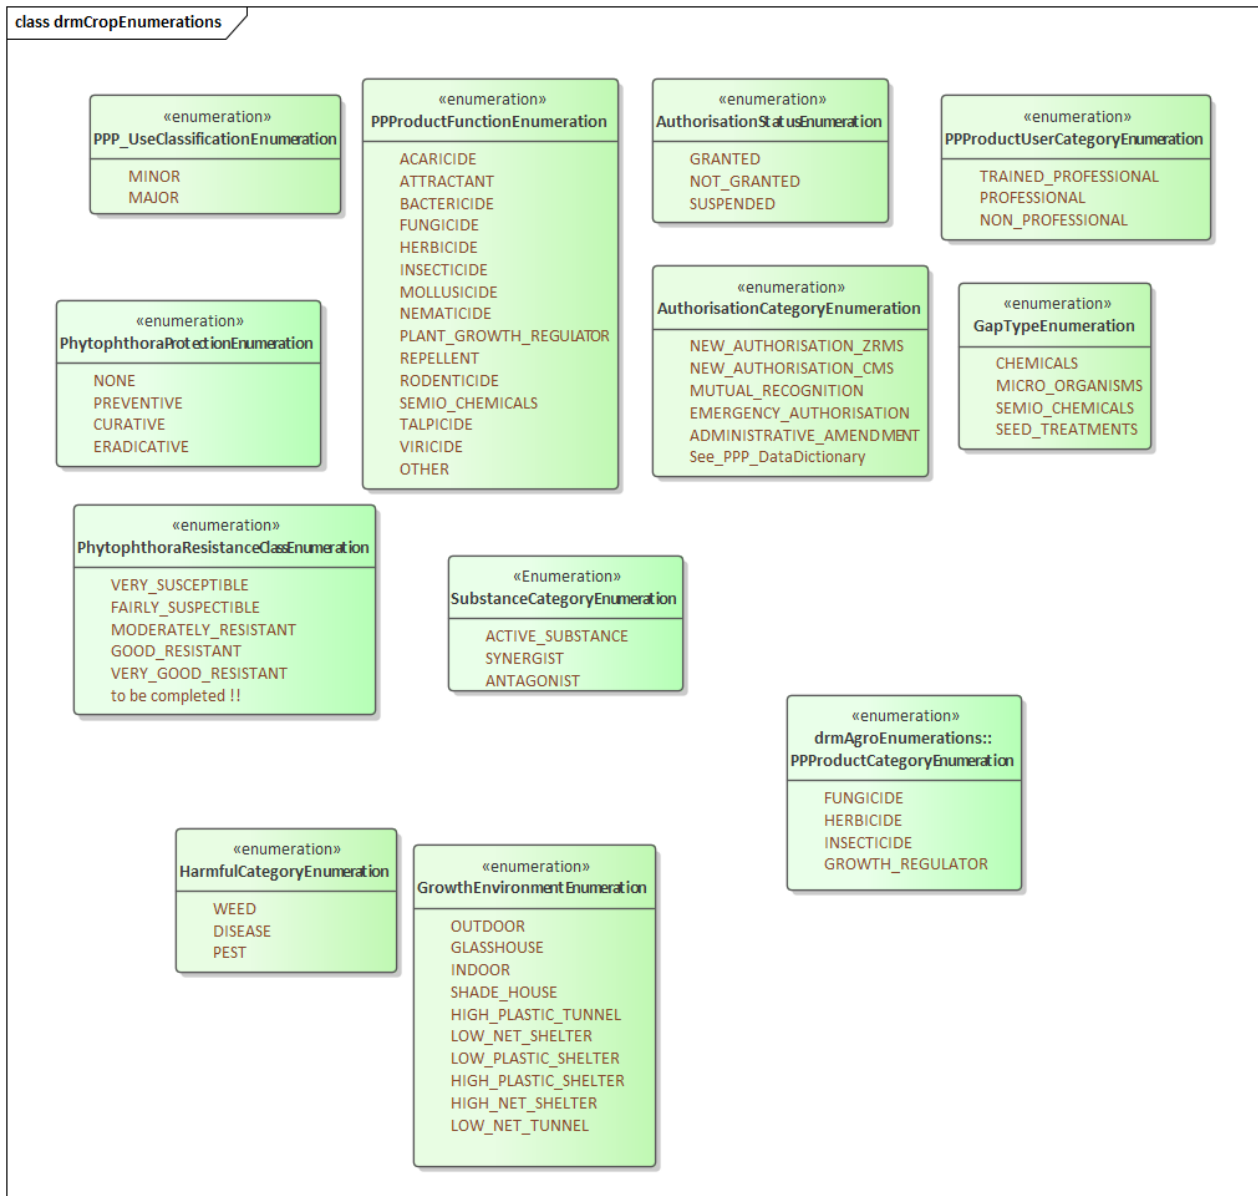 class drmCropEnumerations
«enumeration»
PPP_UseClassificationEnumeration
MINOR
MAJOR
«enumeration»
PPProductFunctionEnumeration
ACARICIDE
ATTRACTANT
BACTERICIDE
FUNGICIDE
HERBICIDE
INSECTICIDE
MOLLUSICIDE
NEMATICIDE
PLANT_GROWTH_REGULATOR
REPELLENT
RODENTICIDE
SEMIO_CHEMICALS
TALPICIDE
VIRICIDE
OTHER
«enumeration»
AuthorisationStatusEnumeration
GRANTED
NOT_GRANTED
SUSPENDED
«enumeration»
PPProductUserCategoryEnumeration
TRAINED_PROFESSIONAL
PROFESSIONAL
NON_PROFESSIONAL
«enumeration»
PhytophthoraProtectionEnumeration
NONE
PREVENTIVE
CURATIVE
ERADICATIVE
«enumeration»
AuthorisationCategoryEnumeration
NEW_AUTHORISATION_ZRMS
NEW_AUTHORISATION_CMS
MUTUAL_RECOGNITION
EMERGENCY_AUTHORISATION
ADMINISTRATIVE_AMENDMENT
See_PPP_DataDictionary
«enumeration»
GapTypeEnumeration
CHEMICALS
MICRO_ORGANISMS
SEMIO_CHEMICALS
SEED_TREATMENTS
«enumeration»
PhytophthoraResistanceClassEnumeration
VERY_SUSCEPTIBLE
FAIRLY_SUSPECTIBLE
MODERATELY_RESISTANT
GOOD_RESISTANT
VERY_GOOD_RESISTANT
to be completed !!
«Enumeration»
SubstanceCategoryEnumeration
ACTIVE_SUBSTANCE
SYNERGIST
ANTAGONIST
«enumeration»
drmAgroEnumerations::
PPProductCategoryEnumeration
FUNGICIDE
HERBICIDE
INSECTICIDE
GROWTH_REGULATOR
«enumeration»
HarmfulCategoryEnumeration
WEED
DISEASE
PEST
«enumeration»
GrowthEnvironmentEnumeration
OUTDOOR
GLASSHOUSE
INDOOR
SHADE_HOUSE
HIGH_PLASTIC_TUNNEL
LOW_NET_SHELTER
LOW_PLASTIC_SHELTER
HIGH_PLASTIC_SHELTER
HIGH_NET_SHELTER
LOW_NET_TUNNEL